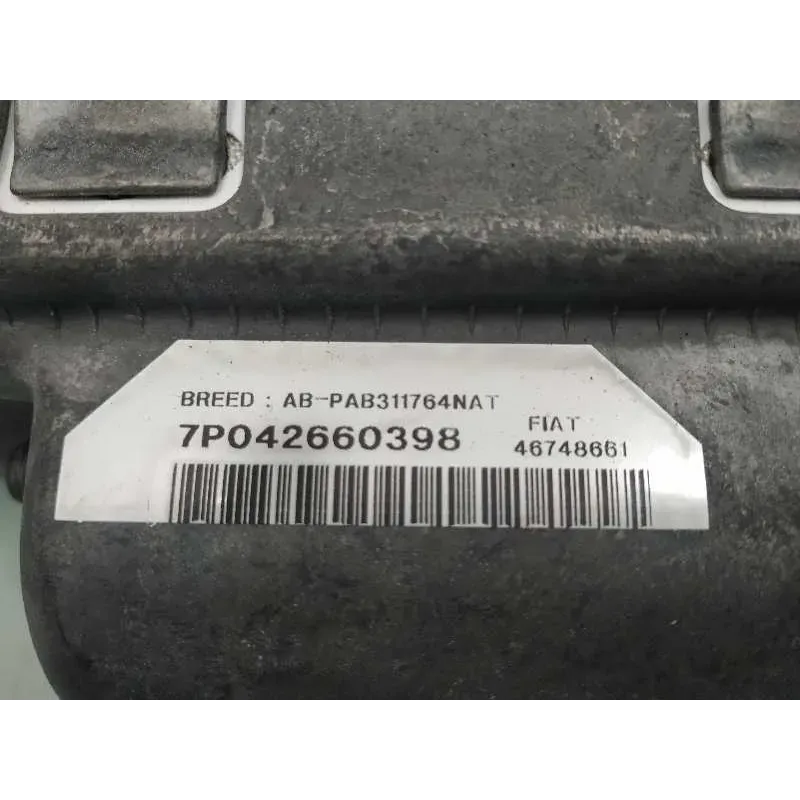 BREED : AB-PAB311764NAT
7P042660398
FIAT
46748661